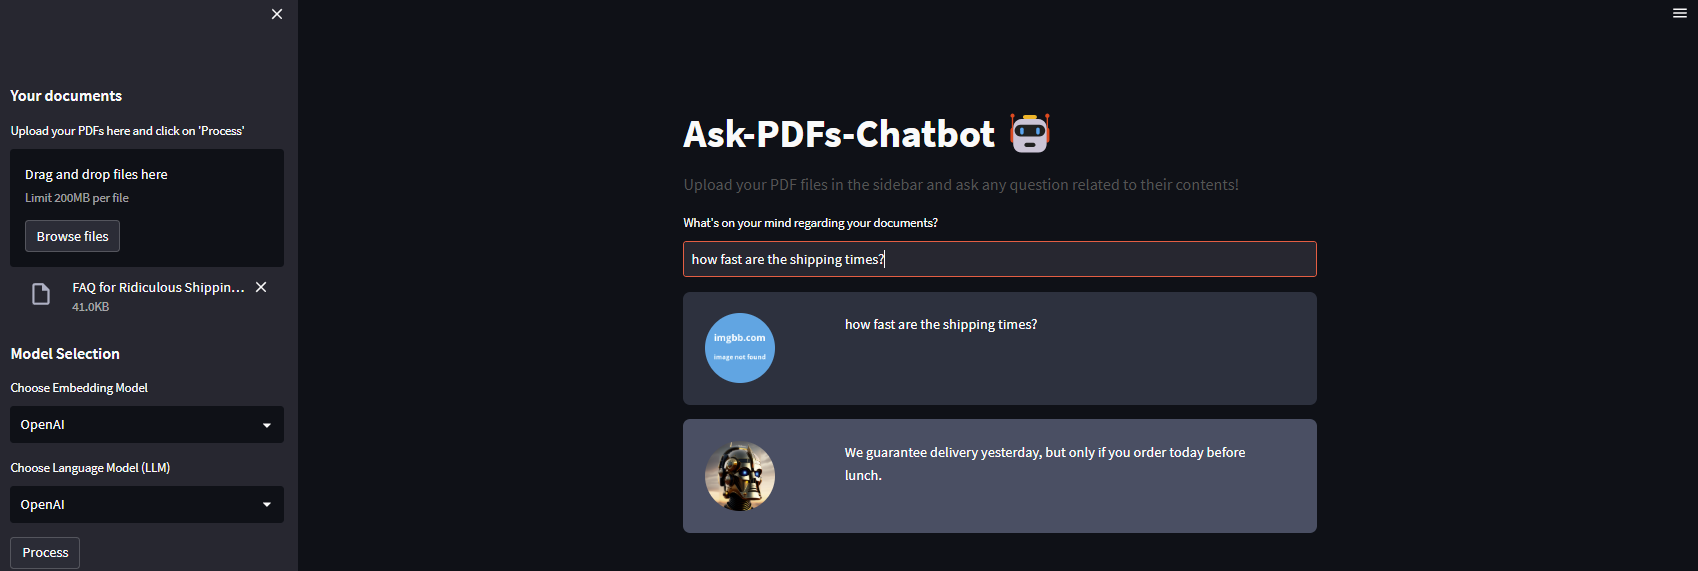 Your documents
Upload your PDFs here and click on 'Process'
Drag and drop files here
Limit 200MB per file
Browse files
FAQ for Ridiculous Shippin...
41.0KB
Model Selection
Choose Embedding Model
OpenAI
Choose Language Model (LLM)
OpenAI
Process
Ask-PDFs-Chatbot
Upload your PDF files in the sidebar and ask any question related to their contents!
What's on your mind regarding your documents?
how fast are the shipping times?
imgbb.com
image not found
how fast are the shipping times?
We guarantee delivery yesterday, but only if you order today before
lunch.